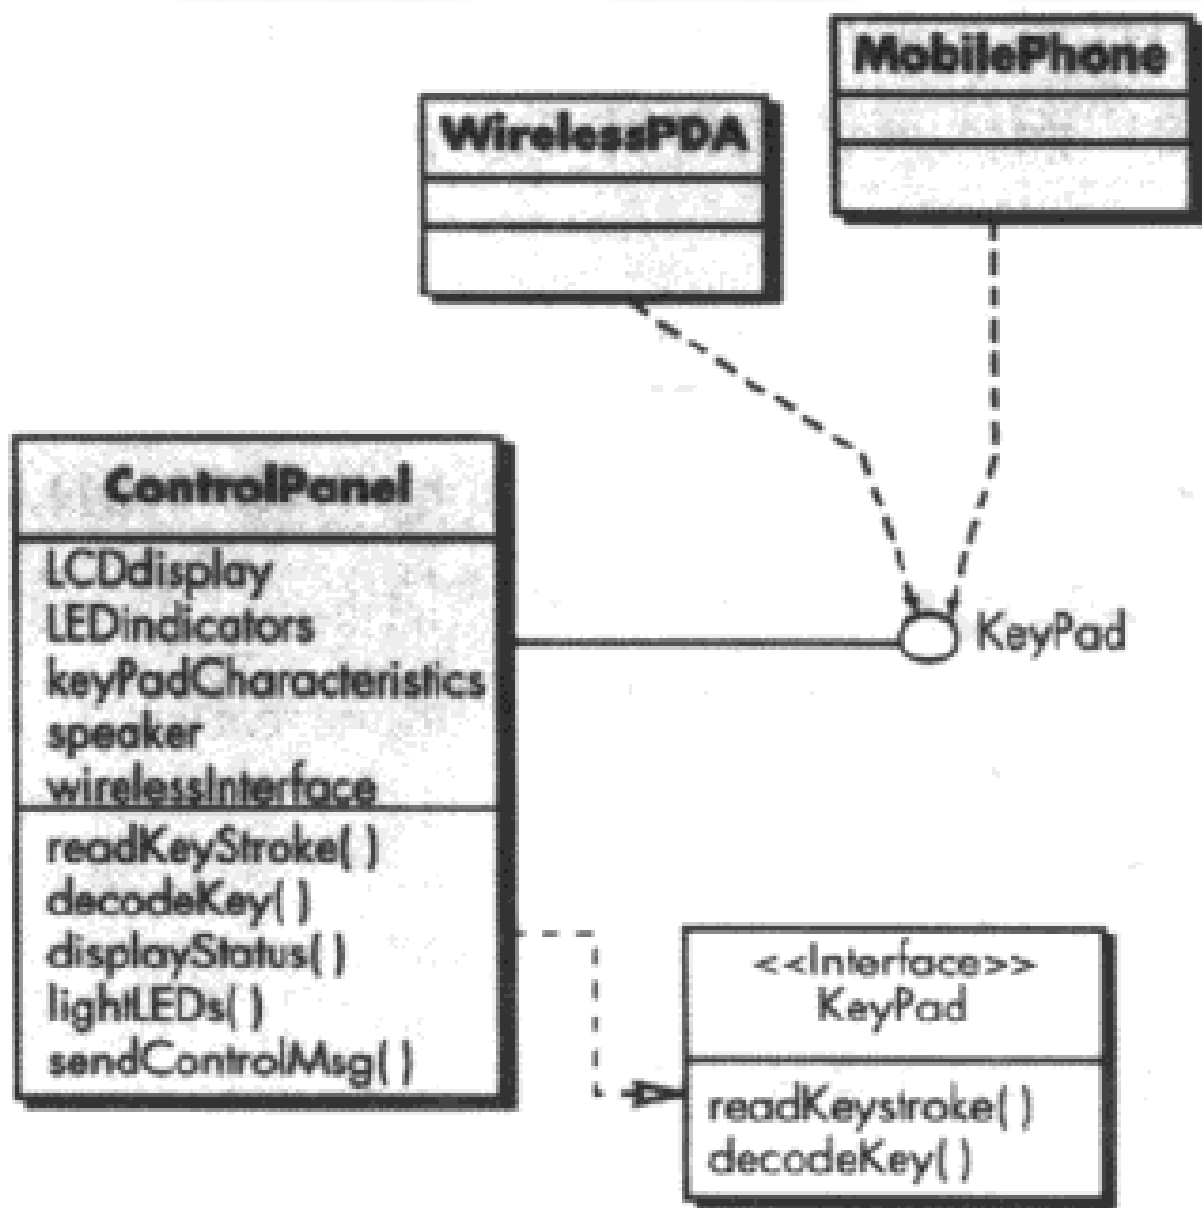 MobilePhone
WirelessPDA
ControlPanel
LCDdisplay
LEDindicators
keyPadCharacteristics
speaker
wirelessInterface
readKeyStroke( )
decodeKey( )
displayStatus( )
lightLEDs( )
sendControlMsg( )
KeyPad
<<Interface>>
KeyPad
readKeystroke( )
decodeKey( )